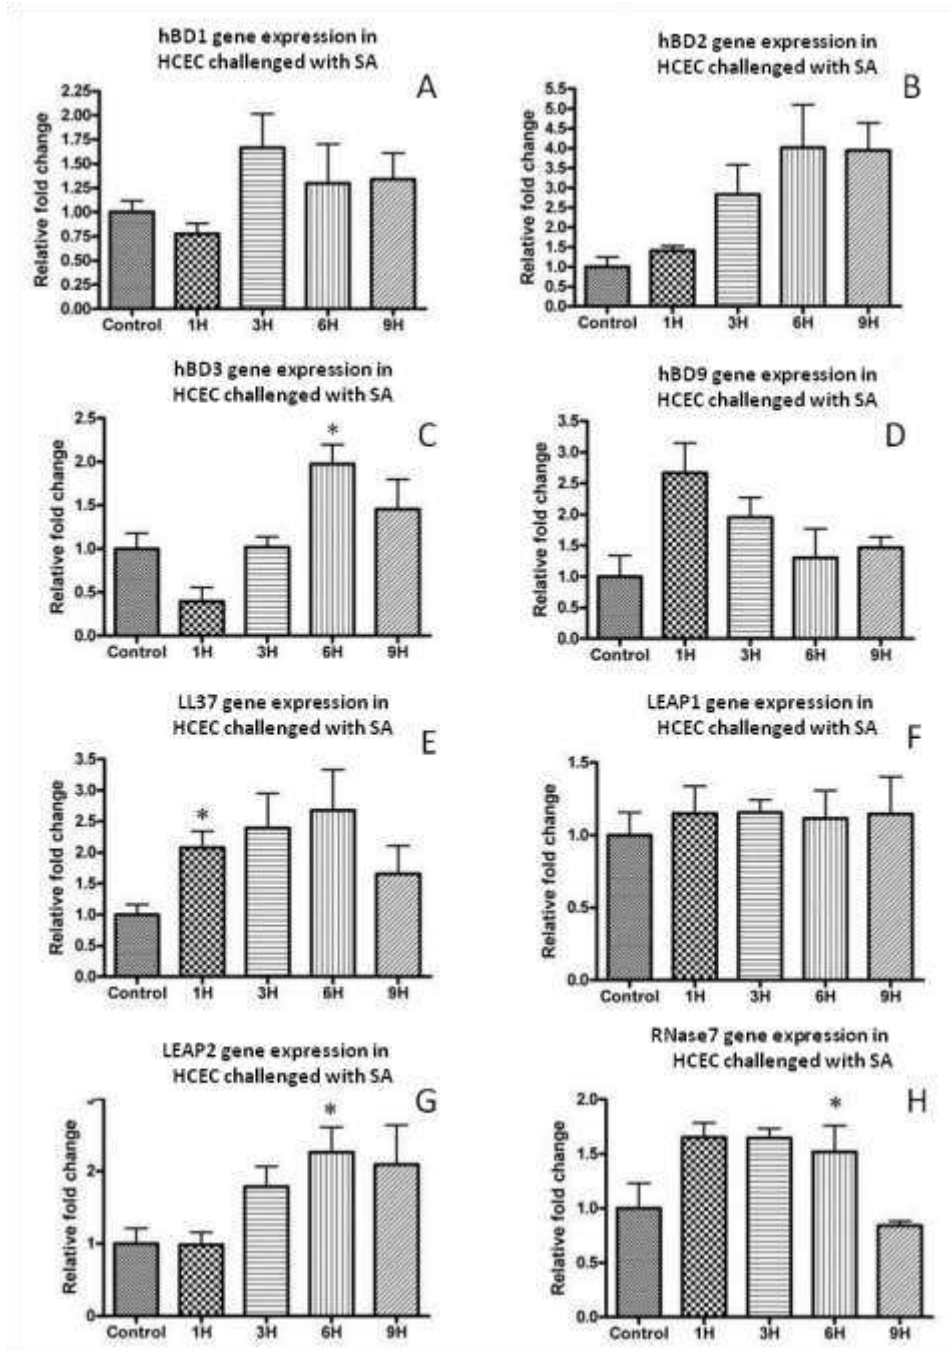 hBD1 gene expression in
HCEC challenged with SA
A
Relative fold change
2.25
2.00
1.75
1.50
1.25
1.00
0.75
0.50
0.25
0.00
Control 1H 3H 6H 9H
hBD2 gene expression in
HCEC challenged with SA
B
Relative fold change
5.5
5.0
4.5
4.0
3.5
3.0
2.5
2.0
1.5
1.0
0.5
0.0
Control 1H 3H 6H 9H
hBD3 gene expression in
HCEC challenged with SA
C
Relative fold change
2.5
2.0
1.5
1.0
0.5
0.0
*
Control 1H 3H 6H 9H
hBD9 gene expression in
HCEC challenged with SA
D
Relative fold change
3.5
3.0
2.5
2.0
1.5
1.0
0.5
0.0
Control 1H 3H 6H 9H
LL37 gene expression in
HCEC challenged with SA
E
Relative fold change
3.5
3.0
2.5
2.0
1.5
1.0
0.5
0.0
*
Control 1H 3H 6H 9H
LEAP1 gene expression in
HCEC challenged with SA
F
Relative fold change
1.5
1.0
0.5
0.0
Control 1H 3H 6H 9H
LEAP2 gene expression in
HCEC challenged with SA
G
Relative fold change
2
1
0
*
Control 1H 3H 6H 9H
RNase7 gene expression in
HCEC challenged with SA
H
Relative fold change
2.0
1.5
1.0
0.5
0.0
*
Control 1H 3H 6H 9H